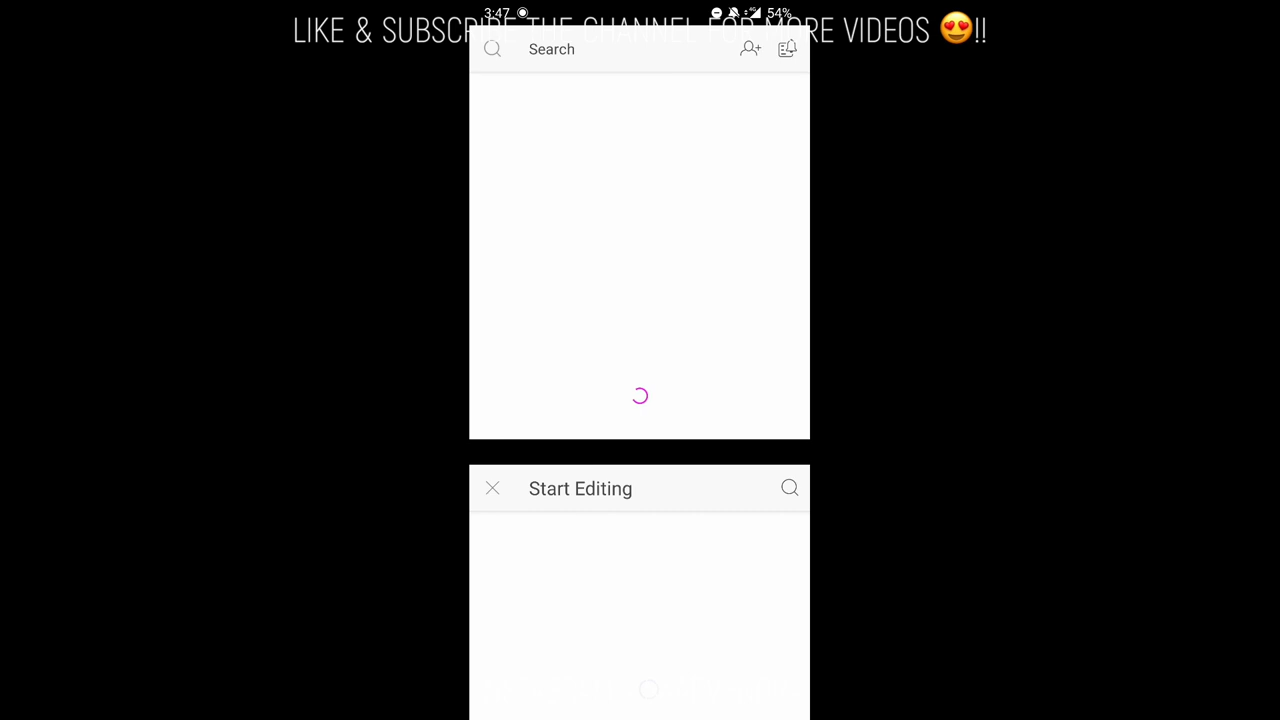 3:47 54%
LIKE & SUBSCRIBE THE CHANNEL FOR MORE VIDEOS 😍!!
Search
Start Editing